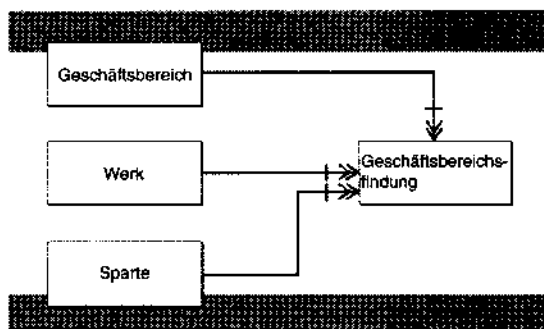 Geschäftsbereich
Werk
Geschäftsbereichs-
findung
Sparte